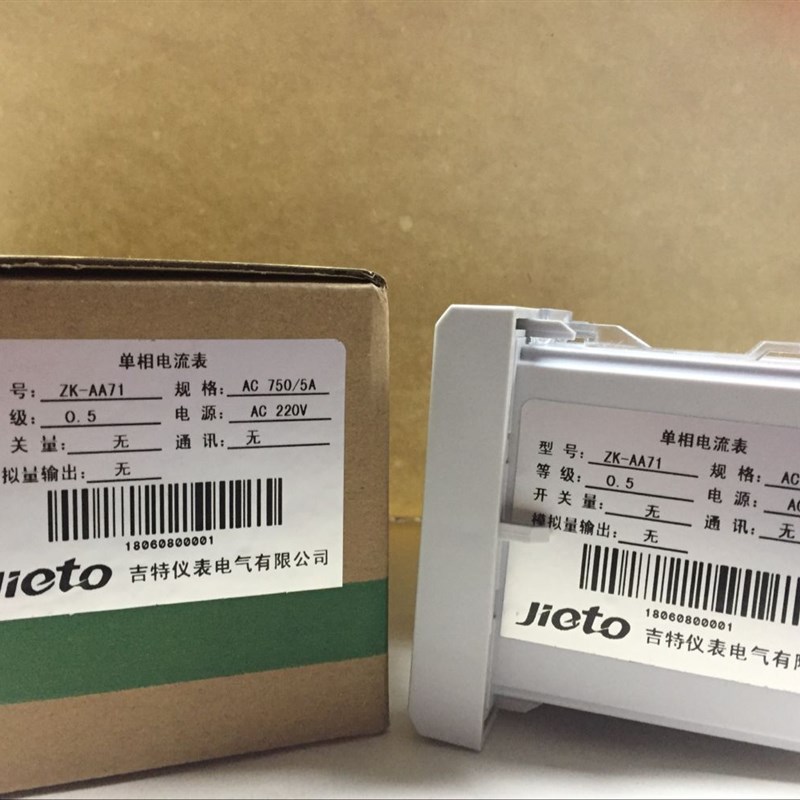 单相电流表
号: ZK-AA71 规 格: AC 750/5A
级: 0.5 电 源: AC 220V
关 量: 无 通 讯: 无
拟量输出: 无
18060800001
Jieto 吉特仪表电气有限公司
单相电流表
型 号: ZK-AA71 规 格: AC
等 级: 0.5 电 源: AC
开 关 量: 无 通 讯: 无
模拟量输出: 无
18060800001
Jieto 吉特仪表电气有限